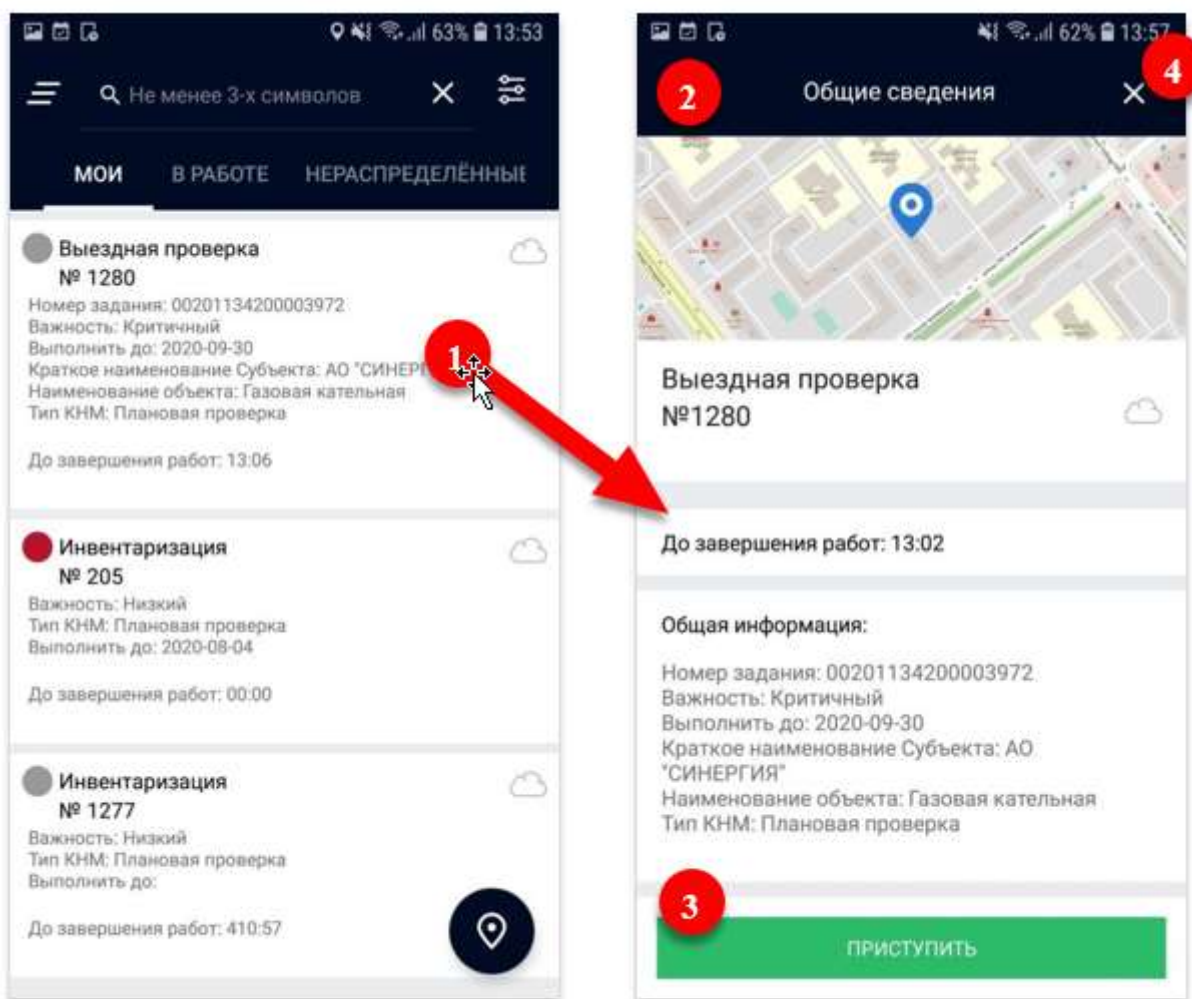 63% 13:53
Не менее 3-х символов
МОИ В РАБОТЕ НЕРАСПРЕДЕЛЁННЫЕ
Выездная проверка
№ 1280
Номер задания: 00201134200003972
Важность: Критичный
Выполнить до: 2020-09-30
Краткое наименование Субъекта: АО "СИНЕРГ
Наименование объекта: Газовая кательная
Тип КНМ: Плановая проверка
До завершения работ: 13:06
1
Инвентаризация
№ 205
Важность: Низкий
Тип КНМ: Плановая проверка
Выполнить до: 2020-08-04
До завершения работ: 00:00
Инвентаризация
№ 1277
Важность: Низкий
Тип КНМ: Плановая проверка
Выполнить до:
До завершения работ: 410:57
62% 13:57
2
Общие сведения
4
Выездная проверка
№1280
До завершения работ: 13:02
Общая информация:
Номер задания: 00201134200003972
Важность: Критичный
Выполнить до: 2020-09-30
Краткое наименование Субъекта: АО
"СИНЕРГИЯ"
Наименование объекта: Газовая кательная
Тип КНМ: Плановая проверка
3
ПРИСТУПИТЬ